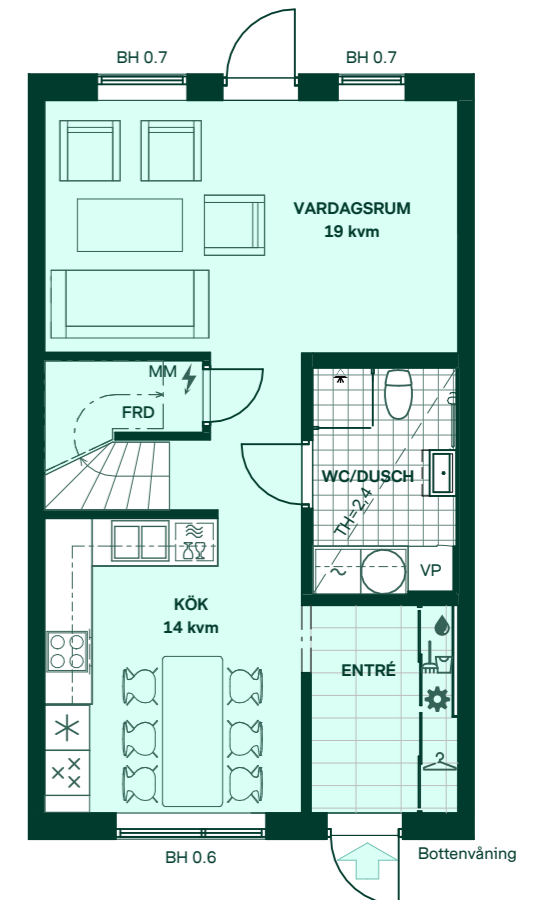 BH 0.7
BH 0.7
VARDAGSRUM
19 kvm
MM
FRD
WC/DUSCH
TH=2,4
VP
KÖK
14 kvm
ENTRÉ
BH 0.6
Bottenvåning